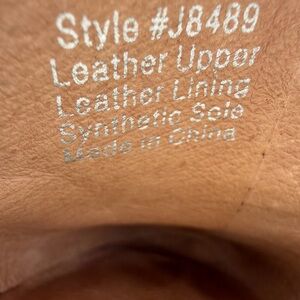 Style #J8489
Leather Upper
Leather Lining
Synthetic Sole
Made in China